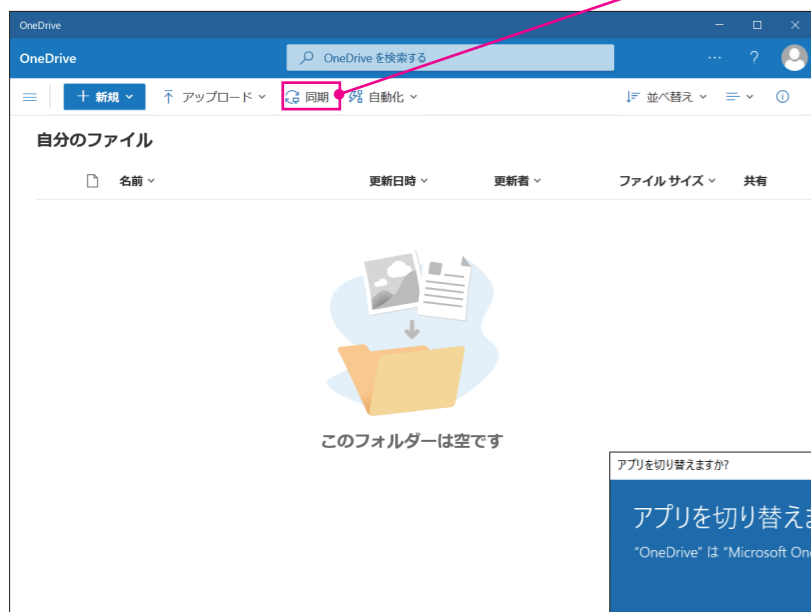 OneDrive
OneDrive
OneDrive を検索する
新規
アップロード
同期
自動化
並べ替え
自分のファイル
名前
更新日時
更新者
ファイル サイズ
共有
このフォルダーは空です
アプリを切り替えますか?
アプリを切り替えま
"OneDrive" は "Microsoft One